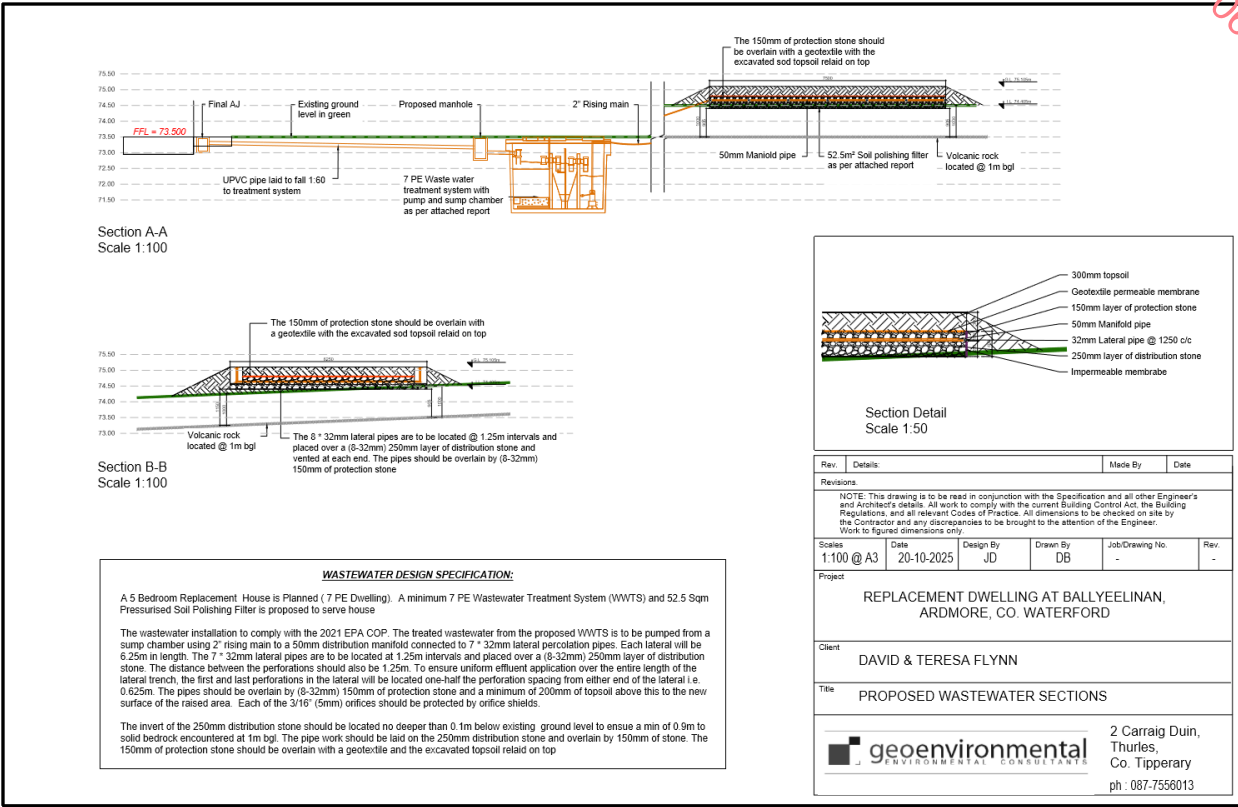 The 150mm of protection stone should
be overlain with a geotextile with the
excavated sod topsoil relaid on top
75.50
75.00
74.50
74.00
73.50
73.00
72.50
72.00
71.50
FFL = 73.500
Final AJ
Existing ground
level in green
Proposed manhole
2" Rising main
7500
UPVC pipe laid to fall 1:60
to treatment system
7 PE Waste water
treatment system with
pump and sump chamber
as per attached report
50mm Maniold pipe
52.5m² Soil polishing filter
as per attached report
Volcanic rock
located @ 1m bgl
Section A-A
Scale 1:100
The 150mm of protection stone should be overlain with
a geotextile with the excavated sod topsoil relaid on top
75.50
75.00
74.50
74.00
73.50
73.00
6250
Volcanic rock
located @ 1m bgl
The 8 * 32mm lateral pipes are to be located @ 1.25m intervals and
placed over a (8-32mm) 250mm layer of distribution stone and
vented at each end. The pipes should be overlain by (8-32mm)
150mm of protection stone
Section B-B
Scale 1:100
300mm topsoil
Geotextile permeable membrane
150mm layer of protection stone
50mm Manifold pipe
32mm Lateral pipe @ 1250 c/c
250mm layer of distribution stone
Impermeable membrabe
Section Detail
Scale 1:50
WASTEWATER DESIGN SPECIFICATION:
A 5 Bedroom Replacement House is Planned ( 7 PE Dwelling). A minimum 7 PE Wastewater Treatment System (WWTS) and 52.5 Sqm
Pressurised Soil Polishing Filter is proposed to serve house
The wastewater installation to comply with the 2021 EPA COP. The treated wastewater from the proposed WWTS is to be pumped from a
sump chamber using 2" rising main to a 50mm distribution manifold connected to 7 * 32mm lateral percolation pipes. Each lateral will be
6.25m in length. The 7 * 32mm lateral pipes are to be located at 1.25m intervals and placed over a (8-32mm) 250mm layer of distribution
stone. The distance between the perforations should also be 1.25m. To ensure uniform effluent application over the entire length of the
lateral trench, the first and last perforations in the lateral will be located one-half the perforation spacing from either end of the lateral i.e.
0.625m. The pipes should be overlain by (8-32mm) 150mm of protection stone and a minimum of 200mm of topsoil above this to the new
surface of the raised area. Each of the 3/16" (5mm) orifices should be protected by orifice shields.
The invert of the 250mm distribution stone should be located no deeper than 0.1m below existing ground level to ensue a min of 0.9m to
solid bedrock encountered at 1m bgl. The pipe work should be laid on the 250mm distribution stone and overlain by 150mm of stone. The
150mm of protection stone should be overlain with a geotextile and the excavated topsoil relaid on top
Rev. Details: Made By Date
Revisions.
NOTE: This drawing is to be read in conjunction with the Specification and all other Engineer's
and Architect's details. All work to comply with the current Building Control Act, the Building
Regulations, and all relevant Codes of Practice. All dimensions to be checked on site by
the Contractor and any discrepancies to be brought to the attention of the Engineer.
Work to figured dimensions only.
Scales Date Design By Drawn By Job/Drawing No. Rev.
1:100 @ A3 20-10-2025 JD DB - -
Project
REPLACEMENT DWELLING AT BALLYEELINAN,
ARDMORE, CO. WATERFORD
Client
DAVID & TERESA FLYNN
Title
PROPOSED WASTEWATER SECTIONS
geoenvironmental
ENVIRONMENTAL CONSULTANTS
2 Carraig Duin,
Thurles,
Co. Tipperary
ph : 087-7556013